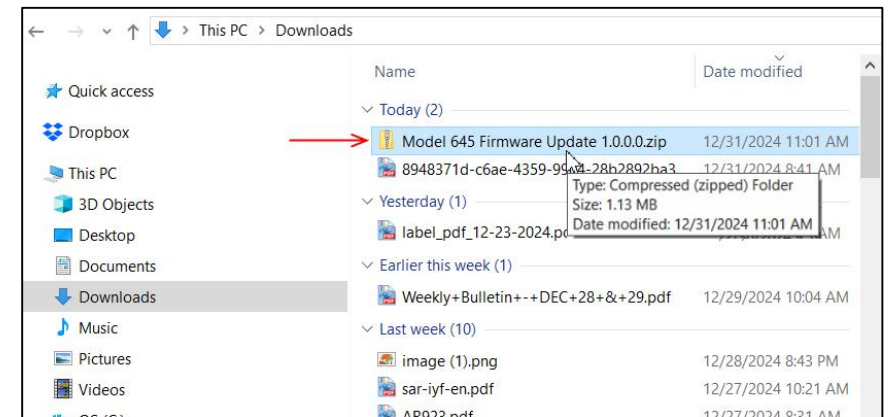 This PC > Downloads
Name Date modified
Quick access
Dropbox
This PC
3D Objects
Desktop
Documents
Downloads
Music
Pictures
Videos
Today (2)
Model 645 Firmware Update 1.0.0.0.zip 12/31/2024 11:01 AM
12/31/2024 8:41 AM
Type: Compressed (zipped) Folder
Size: 1.13 MB
Date modified: 12/31/2024 11:01 AM
Yesterday (1)
Earlier this week (1)
Weekly+Bulletin+-+DEC+28+&+29.pdf 12/29/2024 10:04 AM
Last week (10)
image (1).png 12/28/2024 8:43 PM
sar-iyf-en.pdf 12/27/2024 10:21 AM